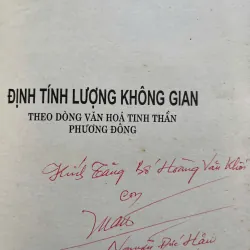 ĐỊNH TÍNH LƯỢNG KHÔNG GIAN
THEO DÒNG VĂN HOÁ TINH THẦN
PHƯƠNG ĐÔNG
Kính Tặng Bố Hoàng Văn Khôi
con
Nguyễn Đức Hân